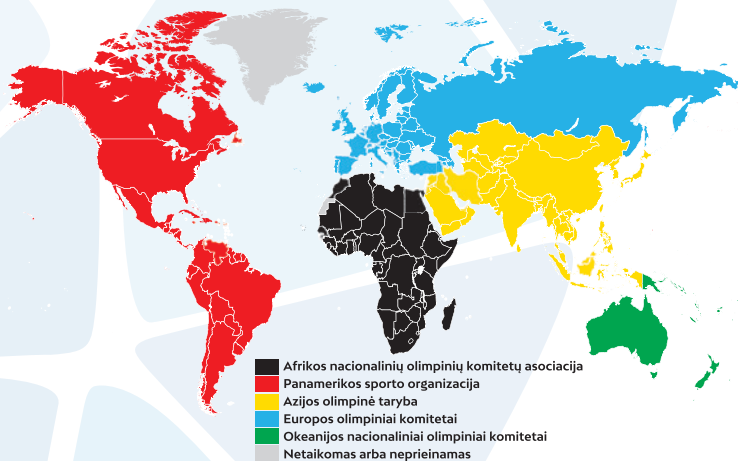 Afrikos nacionalinių olimpinių komitetų asociacija
Panamerikos sporto organizacija
Azijos olimpinė taryba
Europos olimpiniai komitetai
Okeanijos nacionaliniai olimpiniai komitetai
Netaikomas arba neprieinamas